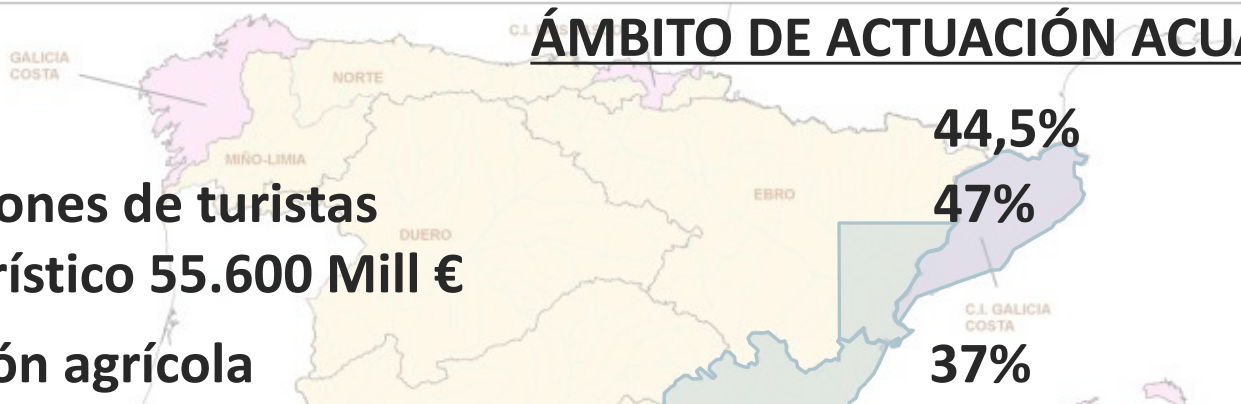 ÁMBITO DE ACTUACIÓN ACUA
GALICIA
COSTA
NORTE
44,5%
MIÑO-LIMIA
ones de turistas
EBRO
47%
DUERO
rístico 55.600 Mill €
C.I. GALICIA
COSTA
ón agrícola
37%